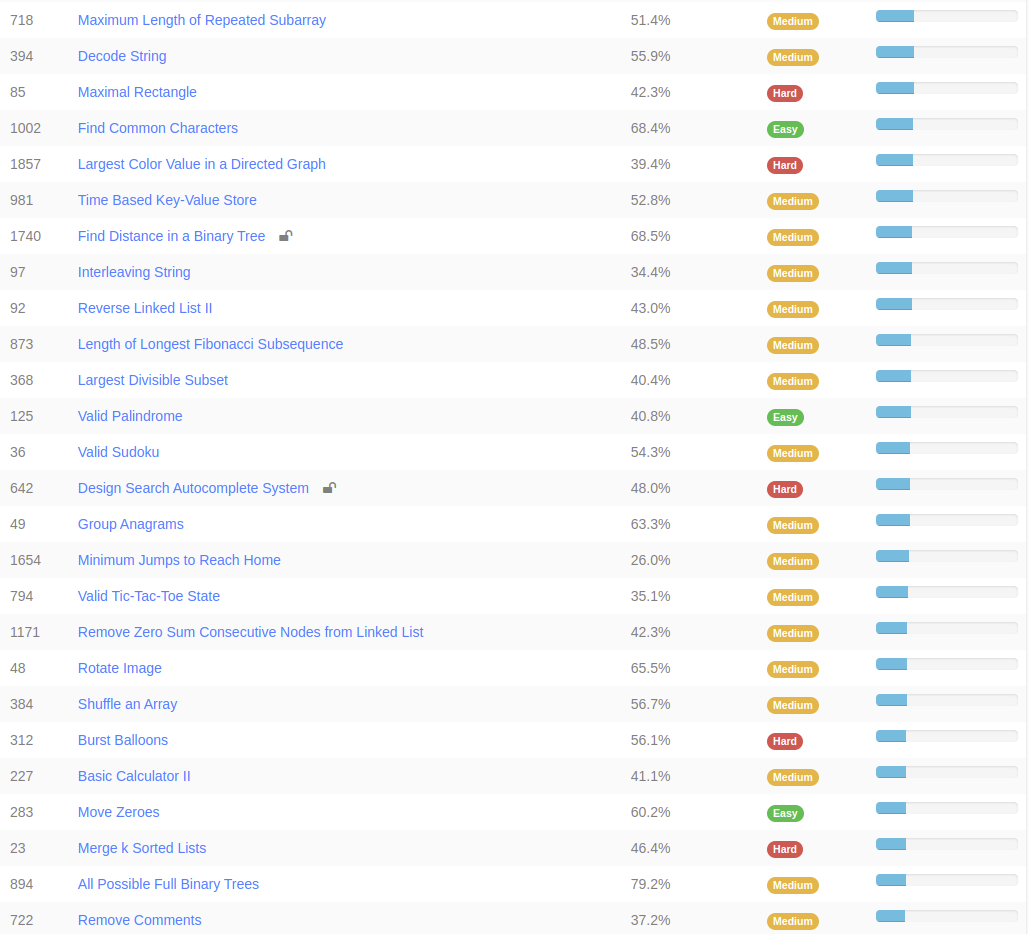 718 Maximum Length of Repeated Subarray 51.4% Medium
394 Decode String 55.9% Medium
85 Maximal Rectangle 42.3% Hard
1002 Find Common Characters 68.4% Easy
1857 Largest Color Value in a Directed Graph 39.4% Hard
981 Time Based Key-Value Store 52.8% Medium
1740 Find Distance in a Binary Tree 68.5% Medium
97 Interleaving String 34.4% Medium
92 Reverse Linked List II 43.0% Medium
873 Length of Longest Fibonacci Subsequence 48.5% Medium
368 Largest Divisible Subset 40.4% Medium
125 Valid Palindrome 40.8% Easy
36 Valid Sudoku 54.3% Medium
642 Design Search Autocomplete System 48.0% Hard
49 Group Anagrams 63.3% Medium
1654 Minimum Jumps to Reach Home 26.0% Medium
794 Valid Tic-Tac-Toe State 35.1% Medium
1171 Remove Zero Sum Consecutive Nodes from Linked List 42.3% Medium
48 Rotate Image 65.5% Medium
384 Shuffle an Array 56.7% Medium
312 Burst Balloons 56.1% Hard
227 Basic Calculator II 41.1% Medium
283 Move Zeroes 60.2% Easy
23 Merge k Sorted Lists 46.4% Hard
894 All Possible Full Binary Trees 79.2% Medium
722 Remove Comments 37.2% Medium